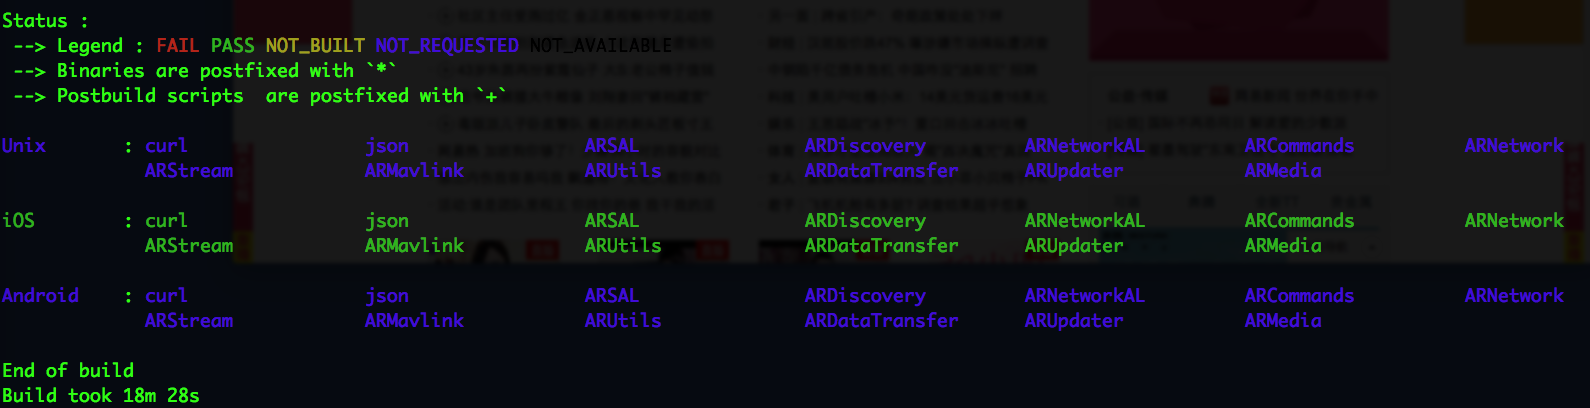 Status :
--> Legend : FAIL PASS NOT_BUILT NOT_REQUESTED NOT_AVAILABLE
--> Binaries are postfixed with `*`
--> Postbuild scripts  are postfixed with `+`
Unix : curl json ARSAL ARDiscovery ARNetworkAL ARCommands ARNetwork
ARStream ARMavlink ARUtils ARDataTransfer ARUpdater ARMedia
iOS : curl json ARSAL ARDiscovery ARNetworkAL ARCommands ARNetwork
ARStream ARMavlink ARUtils ARDataTransfer ARUpdater ARMedia
Android : curl json ARSAL ARDiscovery ARNetworkAL ARCommands ARNetwork
ARStream ARMavlink ARUtils ARDataTransfer ARUpdater ARMedia
End of build
Build took 18m 28s